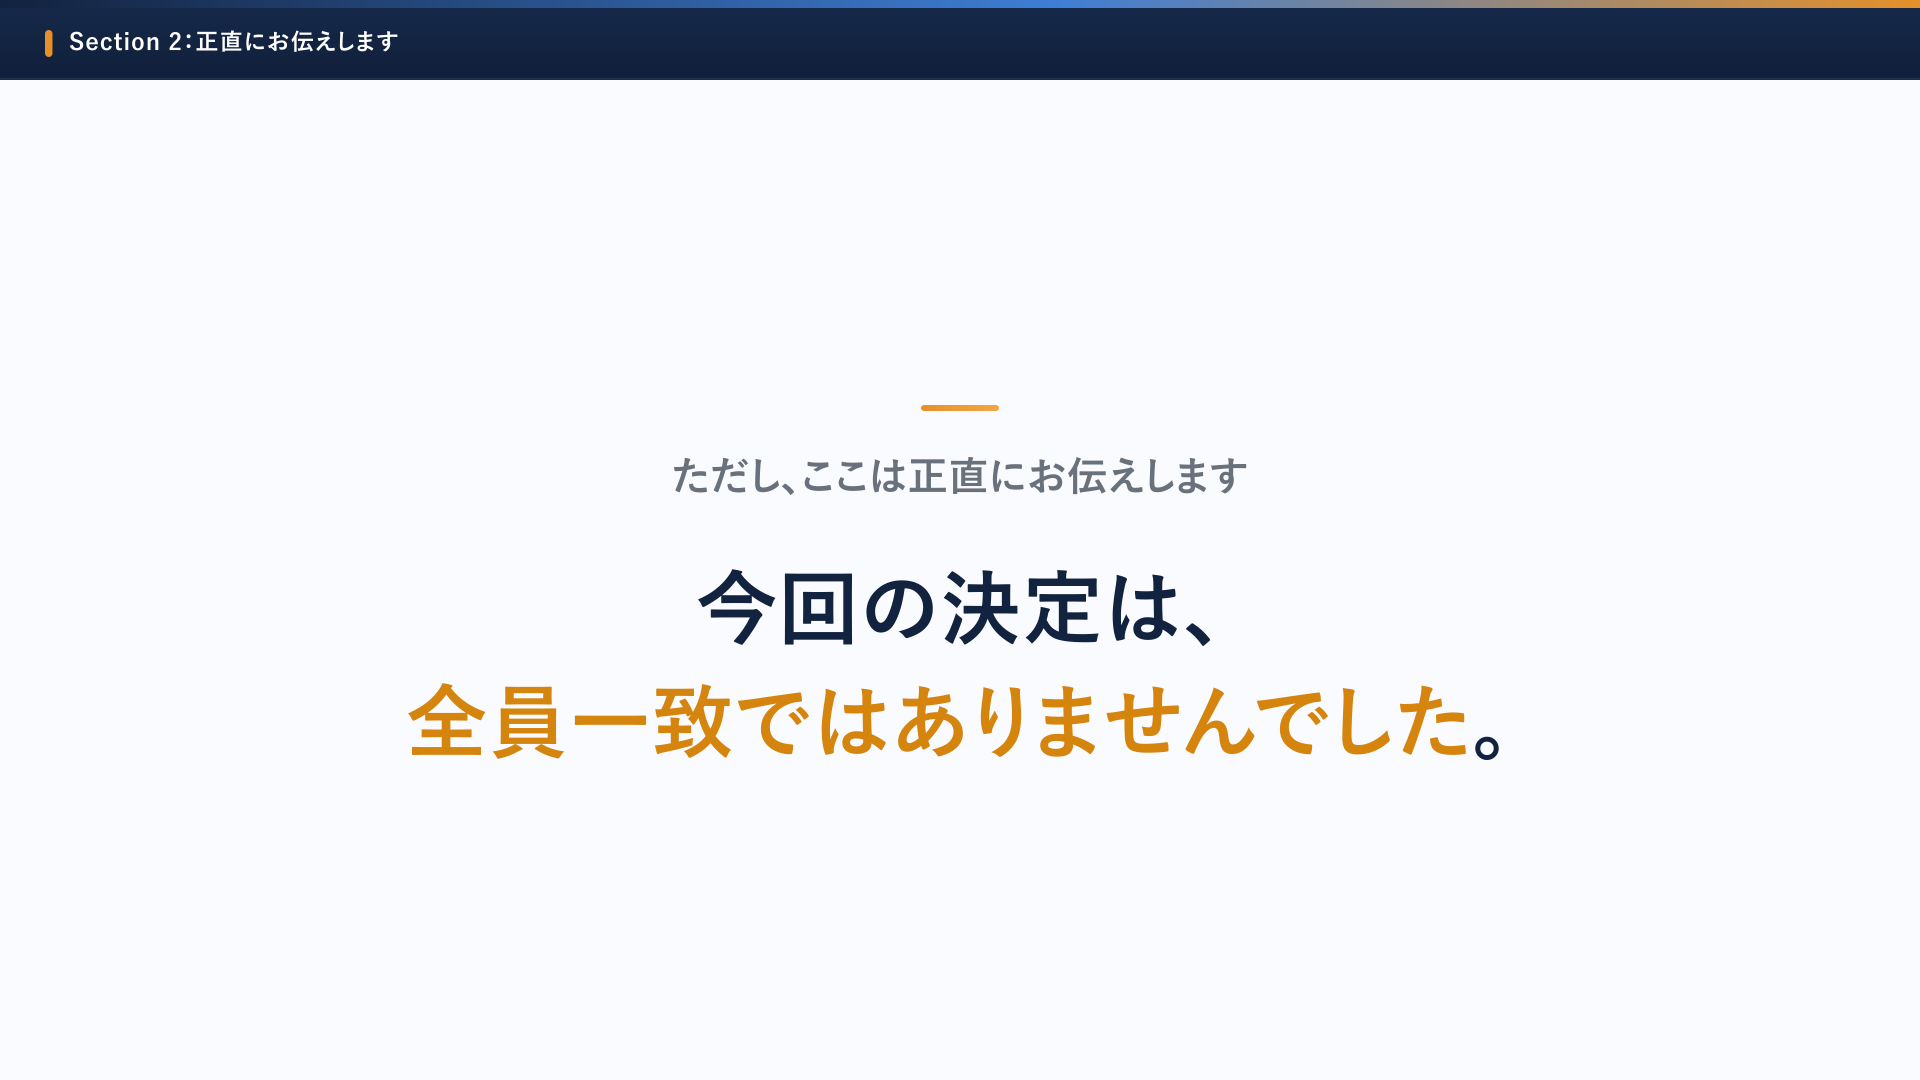 Section 2：正直にお伝えします
ただし、ここは正直にお伝えします
今回の決定は、
全員一致ではありませんでした。